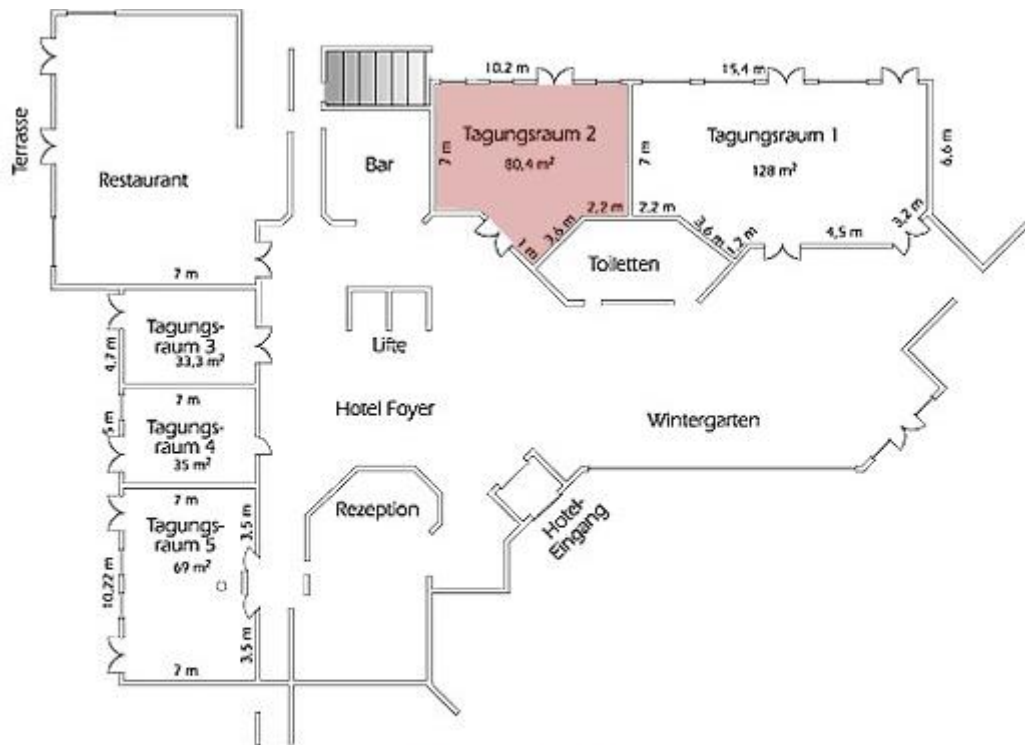 10,2 m
15,4 m
Terrasse
Restaurant
Bar
7 m
Tagungsraum 2
80,4 m²
7 m
Tagungsraum 1
128 m²
6,6 m
2,2 m
2,2 m
3,6 m
1 m
3,6 m
1,2 m
4,5 m
3,2 m
Toiletten
7 m
Tagungs-
raum 3
33,3 m²
4,7 m
Lifte
7 m
Tagungs-
raum 4
35 m²
5 m
Hotel Foyer
Wintergarten
7 m
Tagungs-
raum 5
69 m²
3,5 m
10,22 m
3,5 m
7 m
Rezeption
Hotel-
Eingang